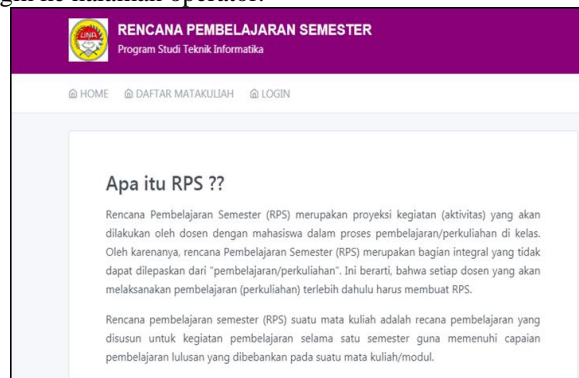 gin ke halaman operator.
UNA
RENCANA PEMBELAJARAN SEMESTER
Program Studi Teknik Informatika
HOME DAFTAR MATAKULIAH LOGIN
Apa itu RPS ??
Rencana Pembelajaran Semester (RPS) merupakan proyeksi kegiatan (aktivitas) yang akan
dilakukan oleh dosen dengan mahasiswa dalam proses pembelajaran/perkuliahan di kelas.
Oleh karenanya, rencana Pembelajaran Semester (RPS) merupakan bagian integral yang tidak
dapat dilepaskan dari "pembelajaran/perkuliahan". Ini berarti, bahwa setiap dosen yang akan
melaksanakan pembelajaran (perkuliahan) terlebih dahulu harus membuat RPS.
Rencana pembelajaran semester (RPS) suatu mata kuliah adalah recana pembelajaran yang
disusun untuk kegiatan pembelajaran selama satu semester guna memenuhi capaian
pembelajaran lulusan yang dibebankan pada suatu mata kuliah/modul.